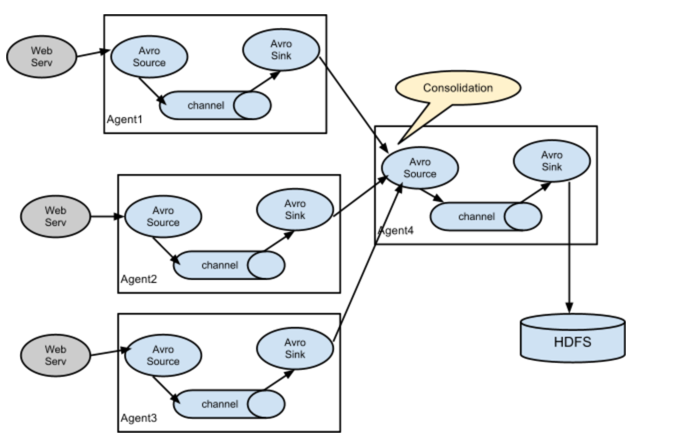 Web
Serv
Avro
Source
Avro
Sink
channel
Agent1
Consolidation
Web
Serv
Avro
Source
Avro
Sink
channel
Agent2
Avro
Source
Avro
Sink
channel
Agent4
Web
Serv
Avro
Source
Avro
Sink
channel
Agent3
HDFS